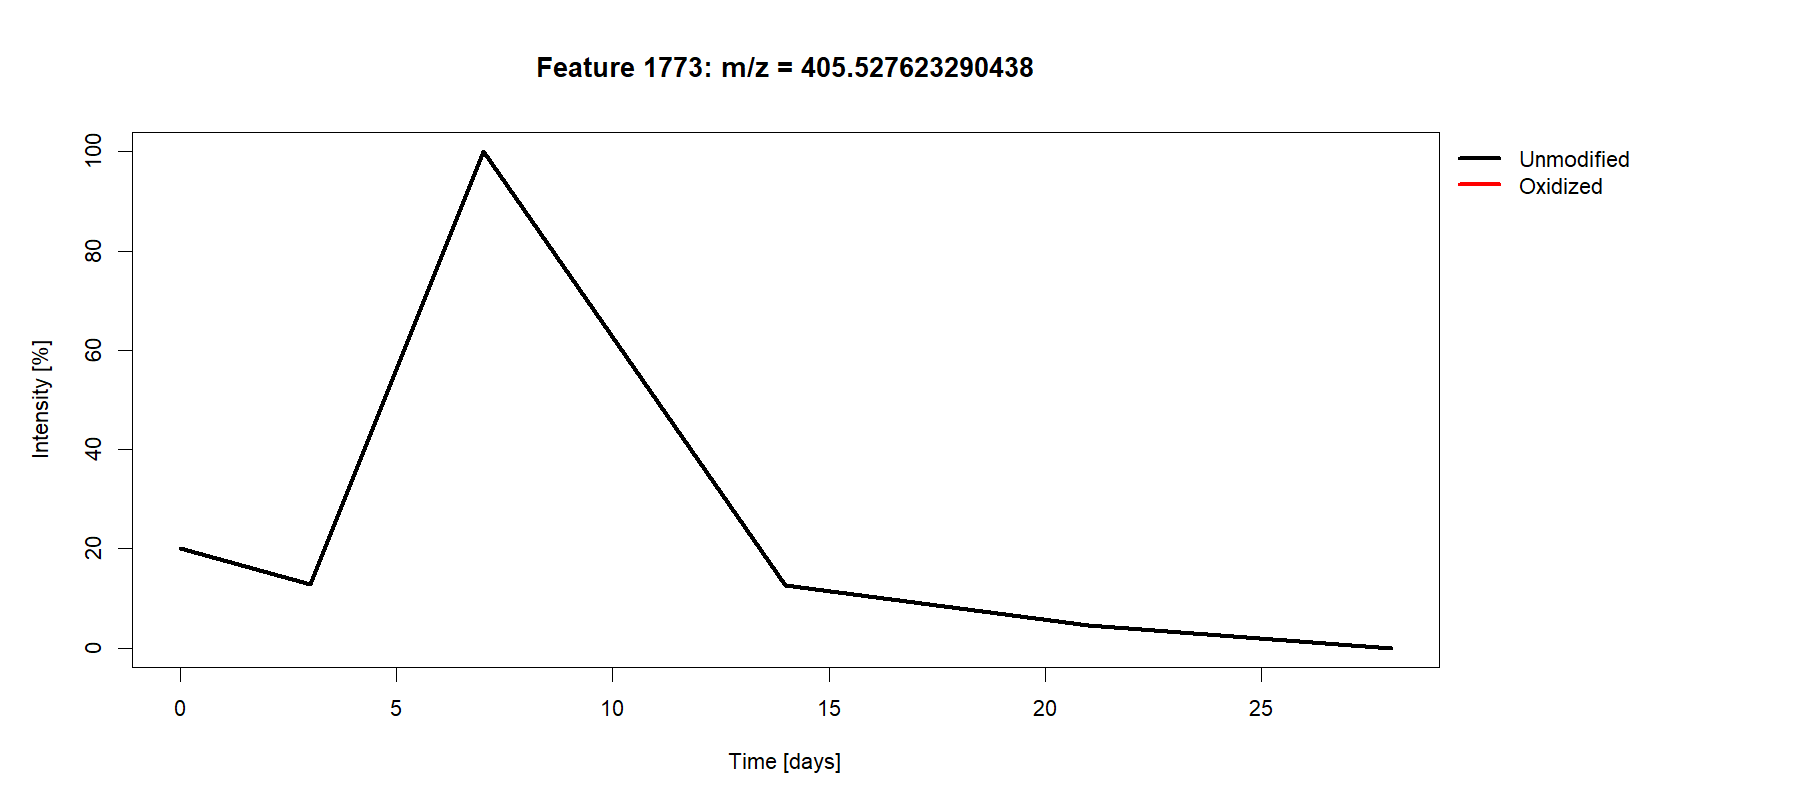 Feature 1773: m/z = 405.527623290438
Unmodified
Oxidized
Intensity [%]
100
80
60
40
20
0
0 5 10 15 20 25
Time [days]